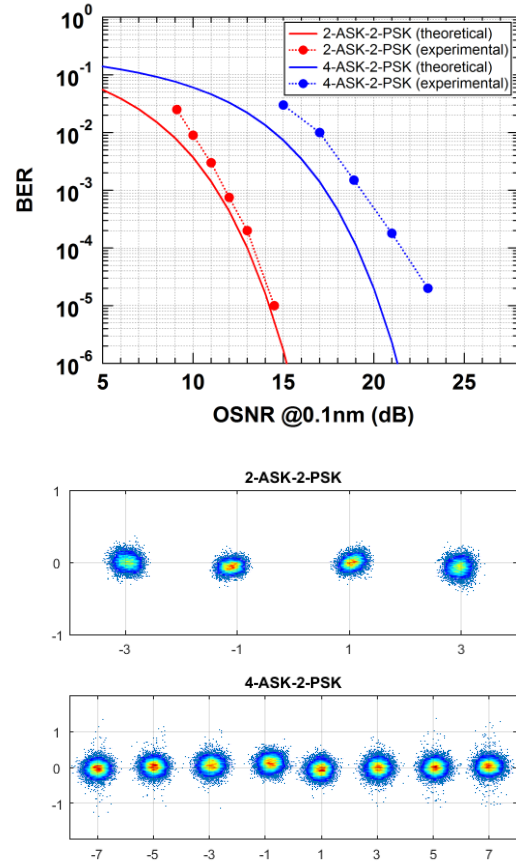 10^0
10^-1
10^-2
10^-3
10^-4
10^-5
10^-6
BER
2-ASK-2-PSK (theoretical)
2-ASK-2-PSK (experimental)
4-ASK-2-PSK (theoretical)
4-ASK-2-PSK (experimental)
5 10 15 20 25
OSNR @0.1nm (dB)
2-ASK-2-PSK
1
0
-1
-3 -1 1 3
4-ASK-2-PSK
1
0
-1
-7 -5 -3 -1 1 3 5 7